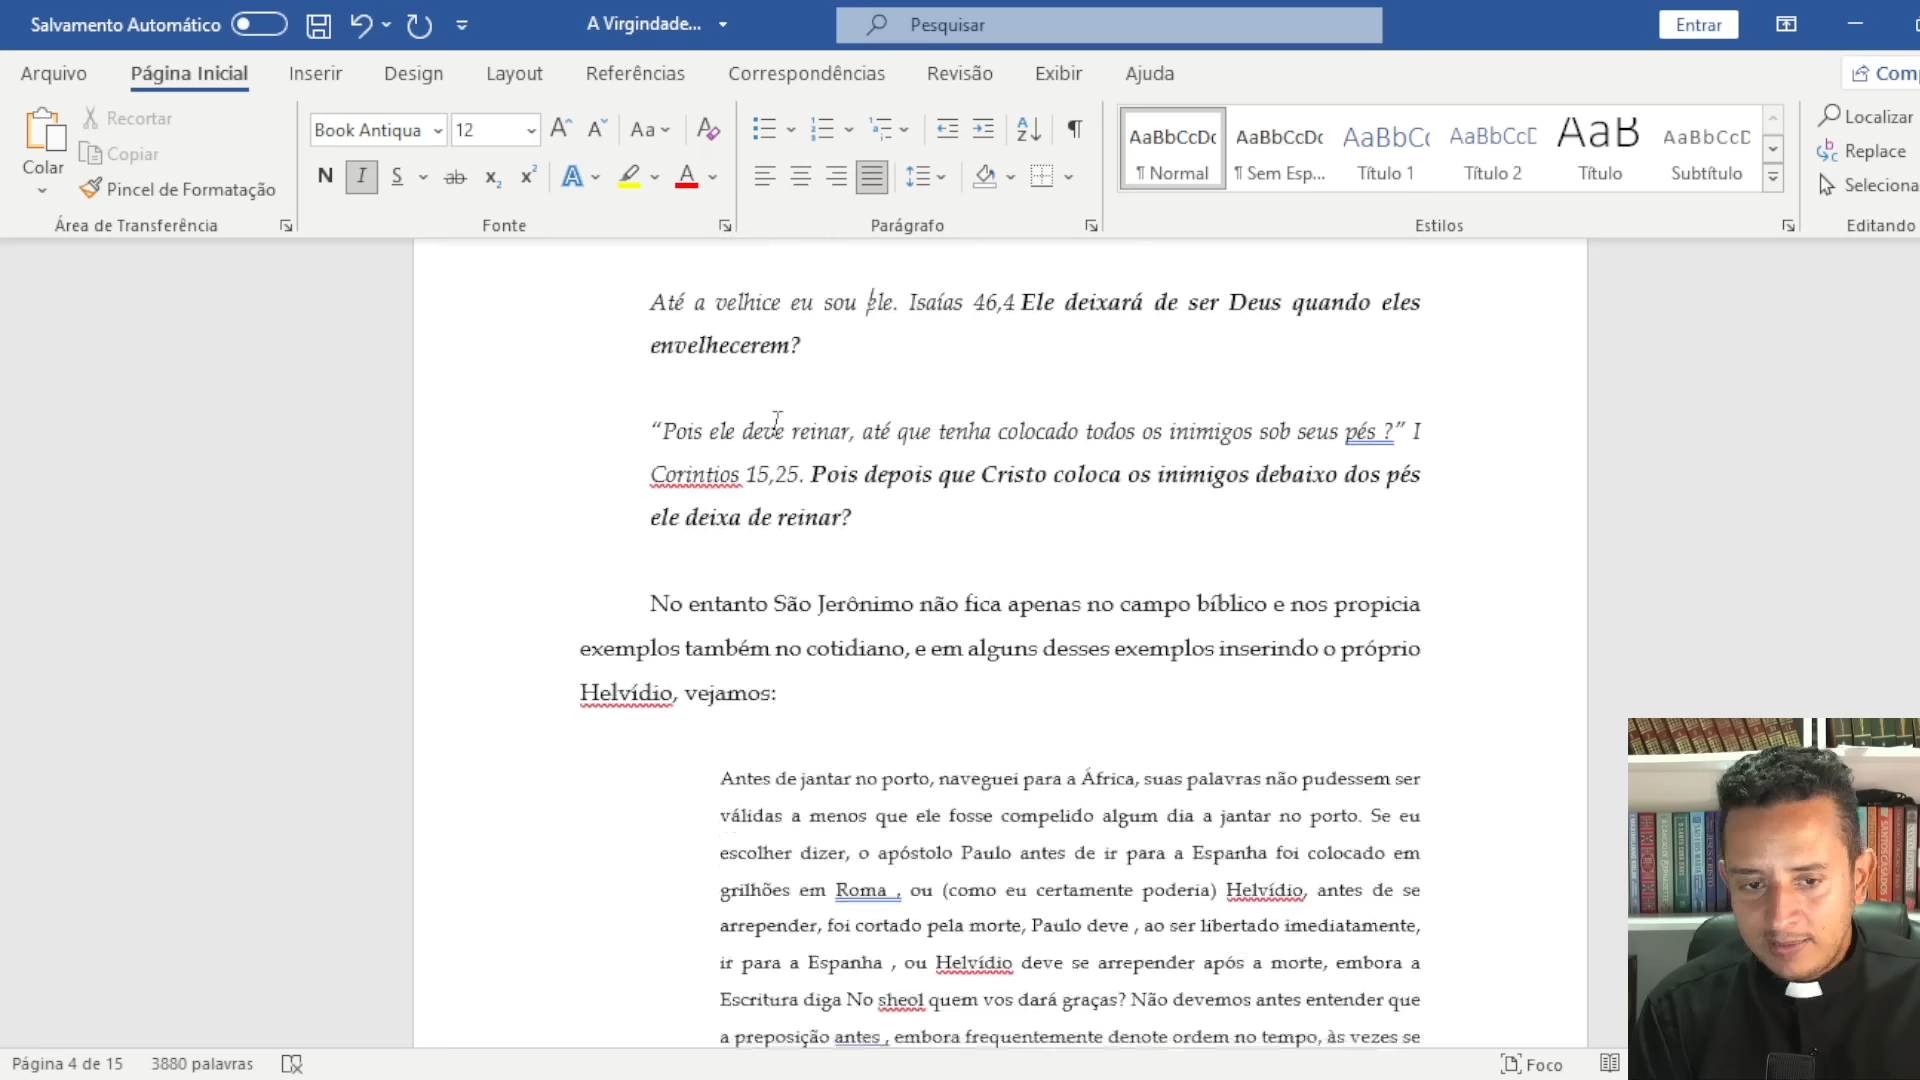 Salvamento Automático
A Virgindade...
Pesquisar
Entrar
Arquivo
Página Inicial
Inserir
Design
Layout
Referências
Correspondências
Revisão
Exibir
Ajuda
Comp
Colar
Recortar
Copiar
Pincel de Formatação
Área de Transferência
Book Antiqua
12
Aa
N I S ab x₂ x²
Fonte
Parágrafo
AaBbCcDc
¶ Normal
AaBbCcDc
¶ Sem Esp...
AaBbCc
Título 1
AaBbCcD
Título 2
AaB
Título
AaBbCcD
Subtítulo
Estilos
Localizar
Replace
Seleciona
Editando
Até a velhice eu sou ele. Isaías 46,4 Ele deixará de ser Deus quando eles
envelhecerem?
“Pois ele deve reinar, até que tenha colocado todos os inimigos sob seus pés ?” I
Corintios 15,25. Pois depois que Cristo coloca os inimigos debaixo dos pés
ele deixa de reinar?
No entanto São Jerônimo não fica apenas no campo bíblico e nos propicia
exemplos também no cotidiano, e em alguns desses exemplos inserindo o próprio
Helvídio, vejamos:
Antes de jantar no porto, naveguei para a África, suas palavras não pudessem ser
válidas a menos que ele fosse compelido algum dia a jantar no porto. Se eu
escolher dizer, o apóstolo Paulo antes de ir para a Espanha foi colocado em
grilhões em Roma , ou (como eu certamente poderia) Helvídio, antes de se
arrepender, foi cortado pela morte, Paulo deve , ao ser libertado imediatamente,
ir para a Espanha , ou Helvídio deve se arrepender após a morte, embora a
Escritura diga No sheol quem vos dará graças? Não devemos antes entender que
a preposição antes , embora frequentemente denote ordem no tempo, às vezes se
Página 4 de 15
3880 palavras
Foco